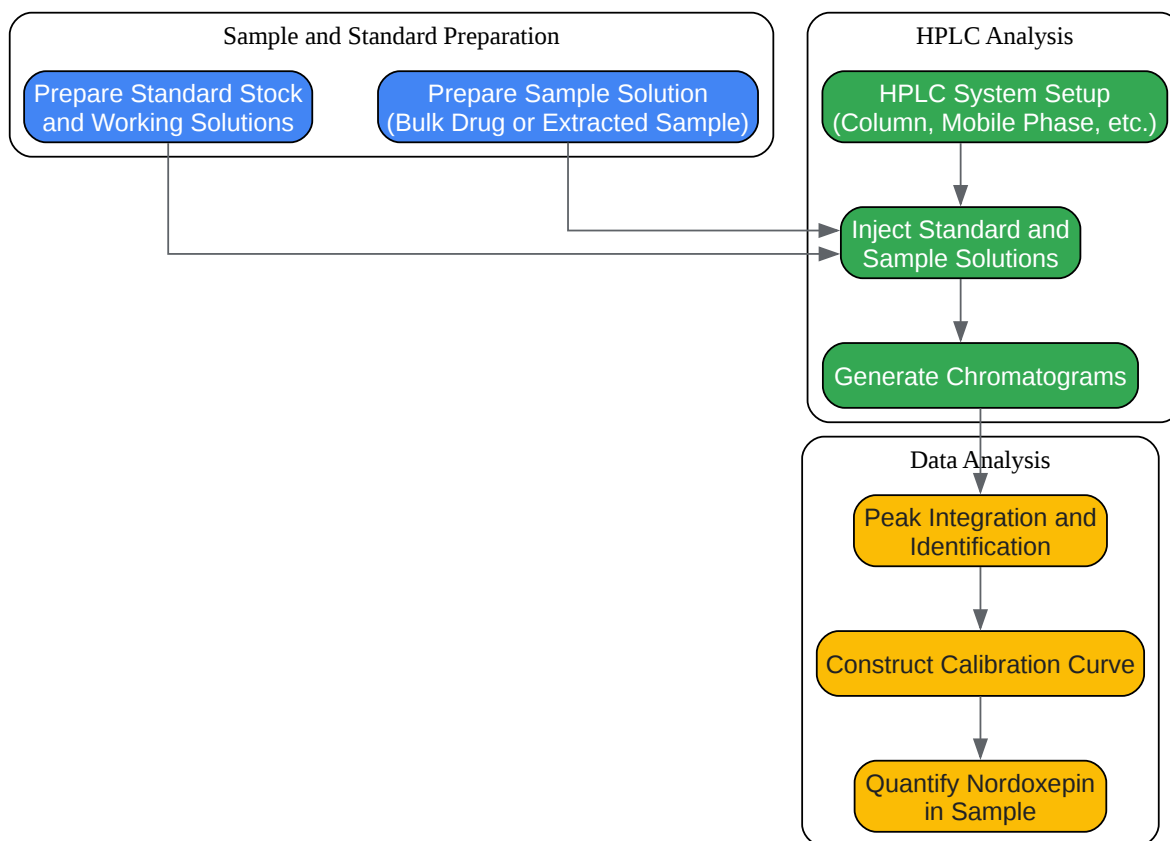 Sample and Standard Preparation
Prepare Standard Stock
and Working Solutions
Prepare Sample Solution
(Bulk Drug or Extracted Sample)
HPLC Analysis
HPLC System Setup
(Column, Mobile Phase, etc.)
Inject Standard and
Sample Solutions
Generate Chromatograms
Data Analysis
Peak Integration and
Identification
Construct Calibration Curve
Quantify Nordoxepin
in Sample